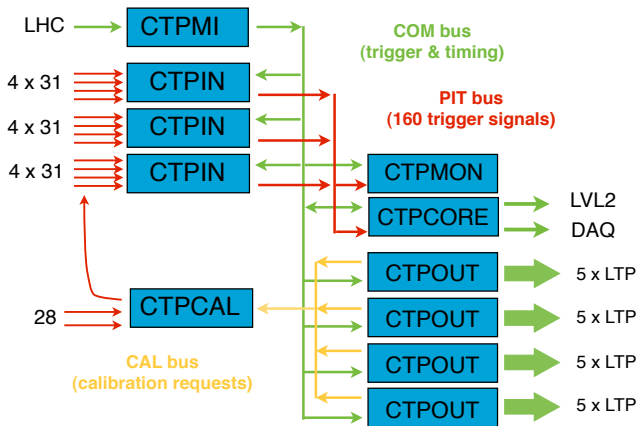 LHC
CTPMI
COM bus
(trigger & timing)
4 x 31
CTPIN
PIT bus
(160 trigger signals)
4 x 31
CTPIN
4 x 31
CTPIN
CTPMON
CTPCORE
LVL2
DAQ
CTPOUT
5 x LTP
28
CTPCAL
CTPOUT
5 x LTP
CAL bus
(calibration requests)
CTPOUT
5 x LTP
CTPOUT
5 x LTP